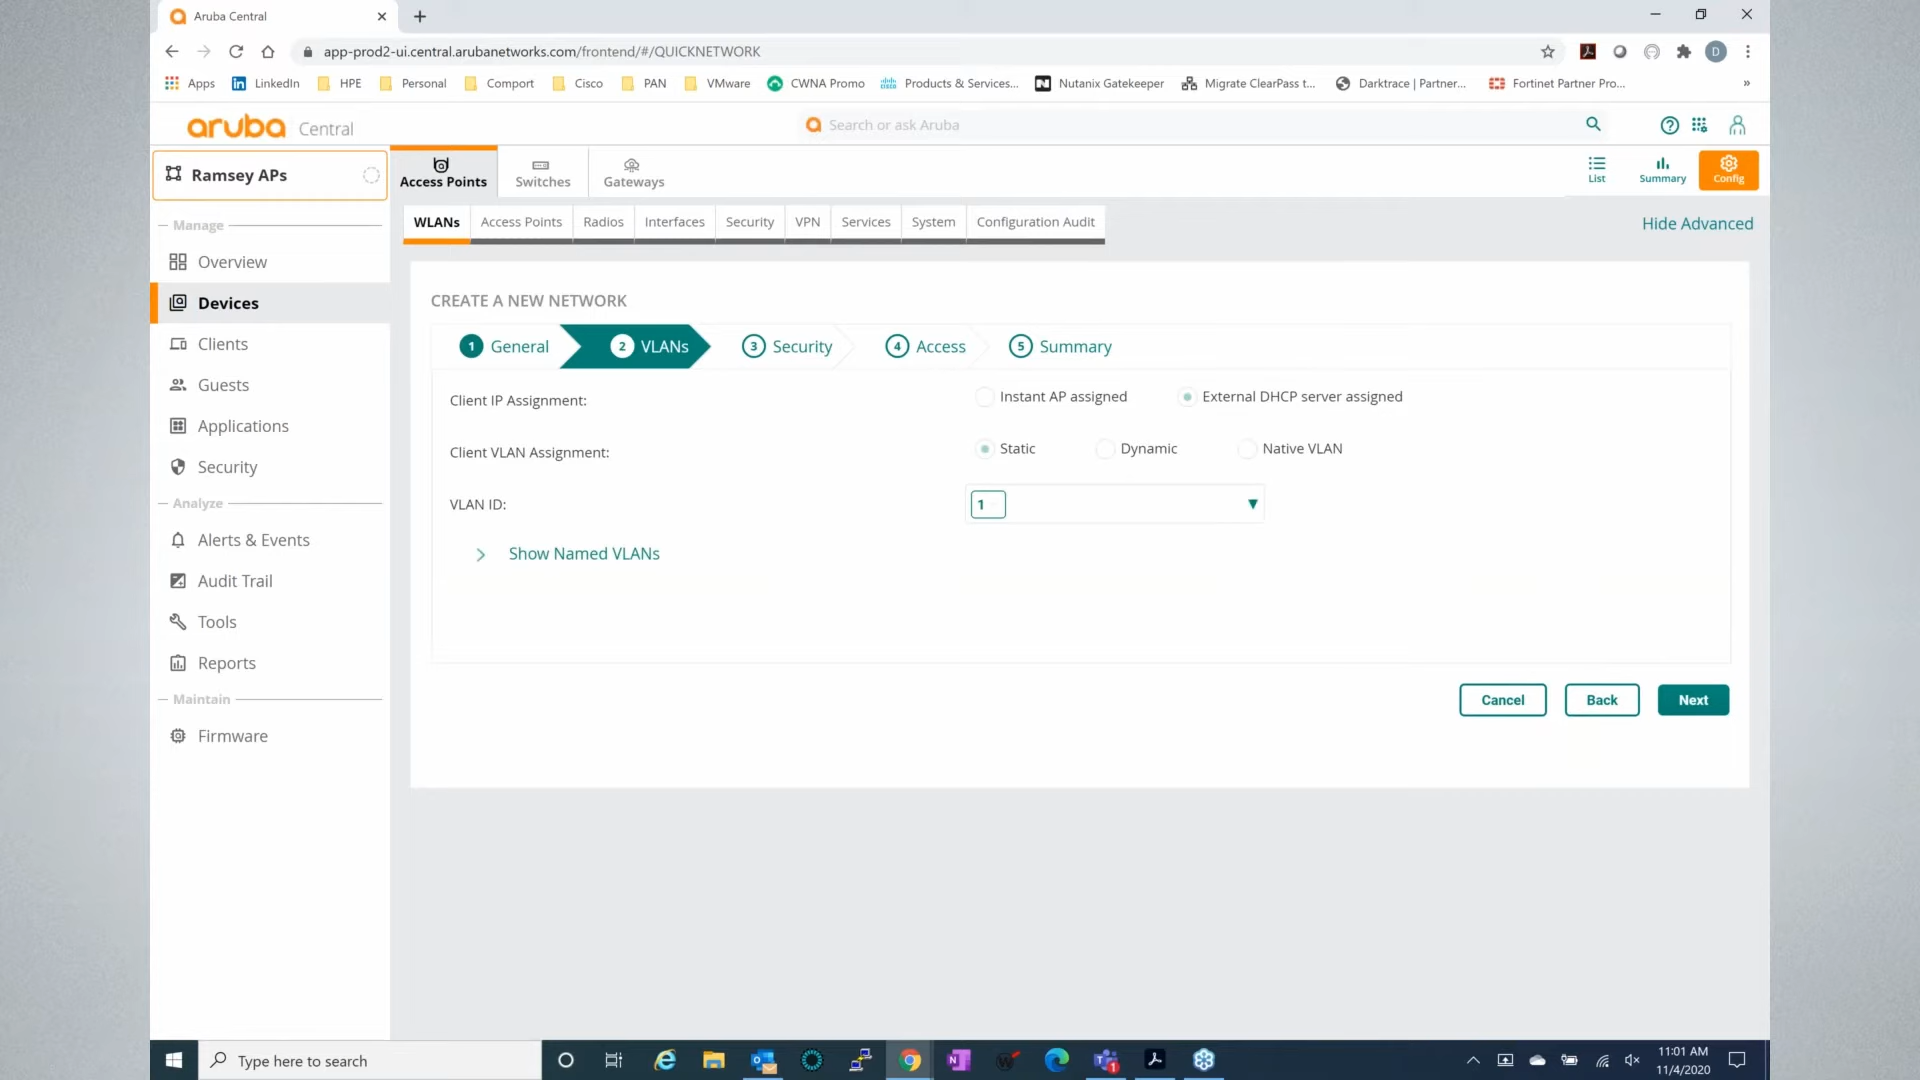 Aruba Central
app-prod2-ui.central.arubanetworks.com/frontend/#/QUICKNETWORK
D
Apps
LinkedIn
HPE
Personal
Comport
Cisco
PAN
VMware
CWNA Promo
Products & Services...
Nutanix Gatekeeper
Migrate ClearPass t...
Darktrace | Partner...
Fortinet Partner Pro...
»
aruba Central
Search or ask Aruba
Ramsey APs
Access Points
Switches
Gateways
List
Summary
Config
WLANs
Access Points
Radios
Interfaces
Security
VPN
Services
System
Configuration Audit
Hide Advanced
Manage
Overview
Devices
Clients
Guests
Applications
Security
Analyze
Alerts & Events
Audit Trail
Tools
Reports
Maintain
Firmware
CREATE A NEW NETWORK
1 General
2 VLANs
3 Security
4 Access
5 Summary
Client IP Assignment:
Instant AP assigned
External DHCP server assigned
Client VLAN Assignment:
Static
Dynamic
Native VLAN
VLAN ID:
1
Show Named VLANs
Cancel
Back
Next
Type here to search
11:01 AM
11/4/2020